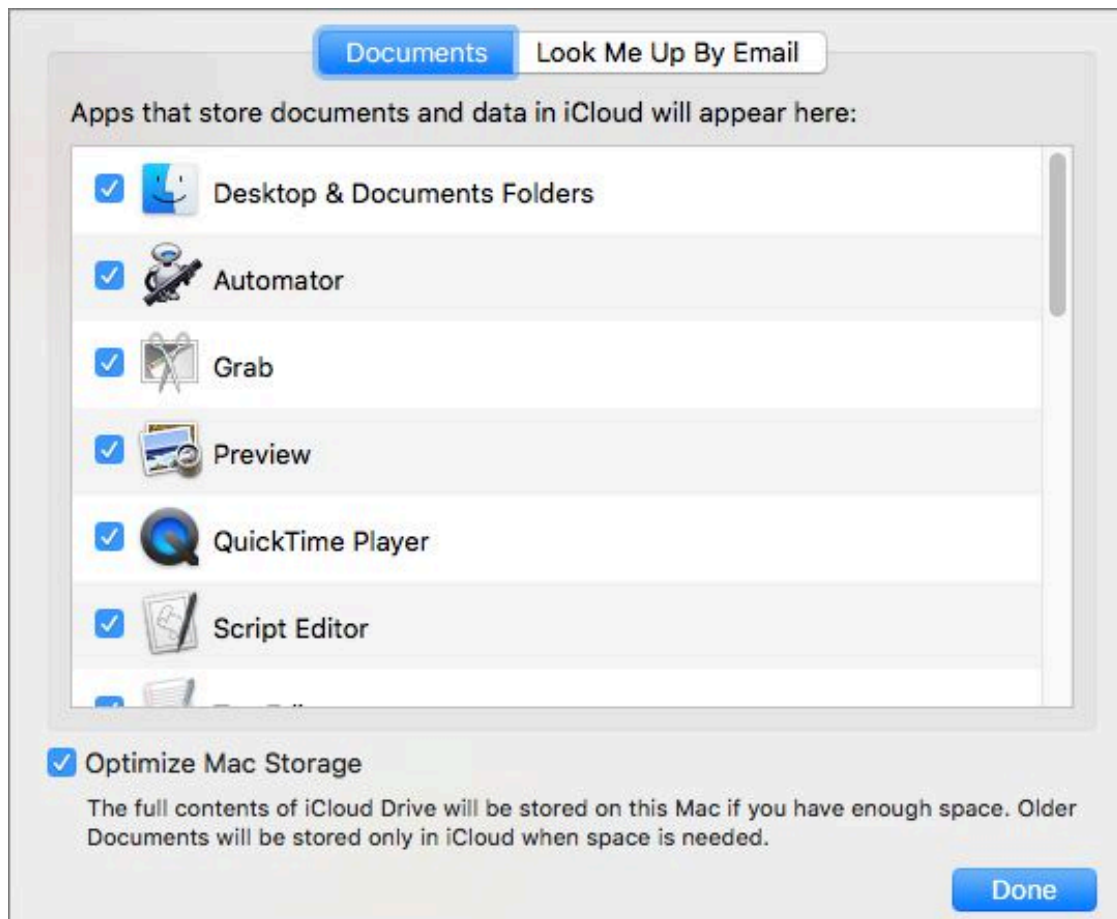 Documents
Look Me Up By Email
Apps that store documents and data in iCloud will appear here:
Desktop & Documents Folders
Automator
Grab
Preview
QuickTime Player
Script Editor
Optimize Mac Storage
The full contents of iCloud Drive will be stored on this Mac if you have enough space. Older
Documents will be stored only in iCloud when space is needed.
Done